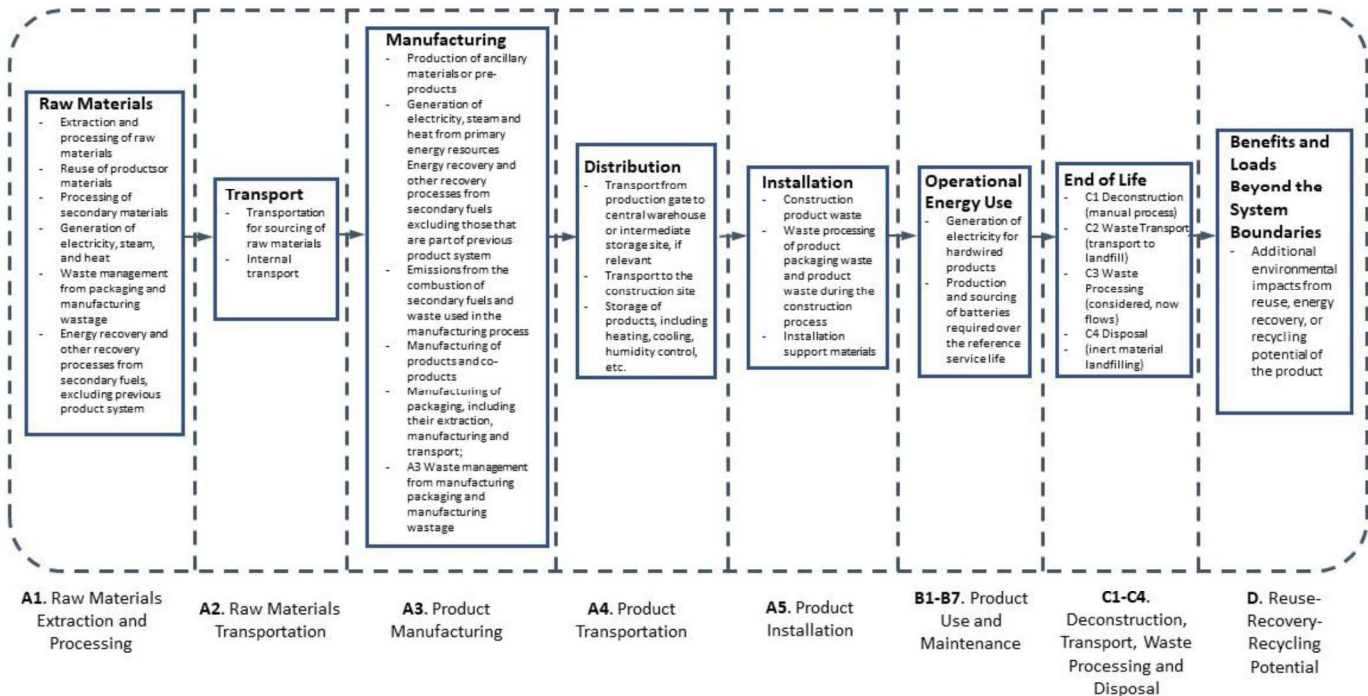 Raw Materials
- Extraction and
processing of raw
materials
- Reuse of productsor
materials
- Processing of
secondary materials
- Generation of
electricity, steam,
and heat
- Waste management
from packaging and
manufacturing
wastage
- Energy recovery and
other recovery
processes from
secondary fuels,
excluding previous
product system
Transport
- Transportation
for sourcing of
raw materials
- Internal
transport
Manufacturing
- Production of ancillary
materials or pre-
products
- Generation of
electricity, steam and
heat from primary
energy resources
Energy recovery and
other recovery
processes from
secondary fuels
excluding those that
are part of previous
product system
- Emissions from the
combustion of
secondary fuels and
waste used in the
manufacturing process
- Manufacturing of
products and co-
products
- Manufacturing of
packaging, including
their extraction,
manufacturing and
transport;
- A3 Waste management
from manufacturing
packaging and
manufacturing
wastage
Distribution
- Transport from
production gate to
central warehouse
or intermediate
storage site, if
relevant
- Transport to the
construction site
- Storage of
products, including
heating, cooling,
humidity control,
etc.
Installation
- Construction
product waste
- Waste processing
of product
packaging waste
and product
waste during the
construction
process
- Installation
support materials
Operational
Energy Use
- Generation of
electricity for
hardwired
products
- Production
and sourcing
of batteries
required over
the reference
service life
End of Life
- C1 Deconstruction
(manual process)
- C2 Waste Transport
(transport to
landfill)
- C3 Waste
Processing
(considered, now
flows)
- C4 Disposal
- (inert material
landfilling)
Benefits and
Loads
Beyond the
System
Boundaries
- Additional
environmental
impacts from
reuse, energy
recovery, or
recycling
potential of
the product
A1. Raw Materials
Extraction and
Processing
A2. Raw Materials
Transportation
A3. Product
Manufacturing
A4. Product
Transportation
A5. Product
Installation
B1-B7. Product
Use and
Maintenance
C1-C4.
Deconstruction,
Transport, Waste
Processing and
Disposal
D. Reuse-
Recovery-
Recycling
Potential